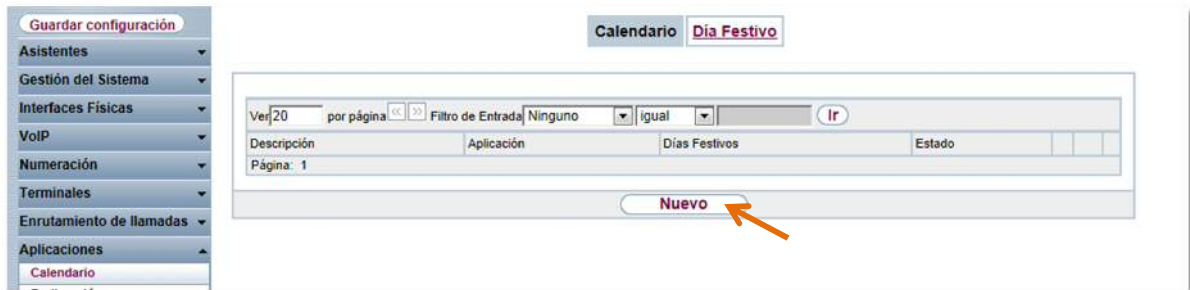 Guardar configuración
Asistentes
Gestión del Sistema
Interfaces Físicas
VoIP
Numeración
Terminales
Enrutamiento de llamadas
Aplicaciones
Calendario
Calendario Día Festivo
Ver 20 por página << >> Filtro de Entrada Ninguno igual Ir
Descripción Aplicación Días Festivos Estado
Página: 1
Nuevo